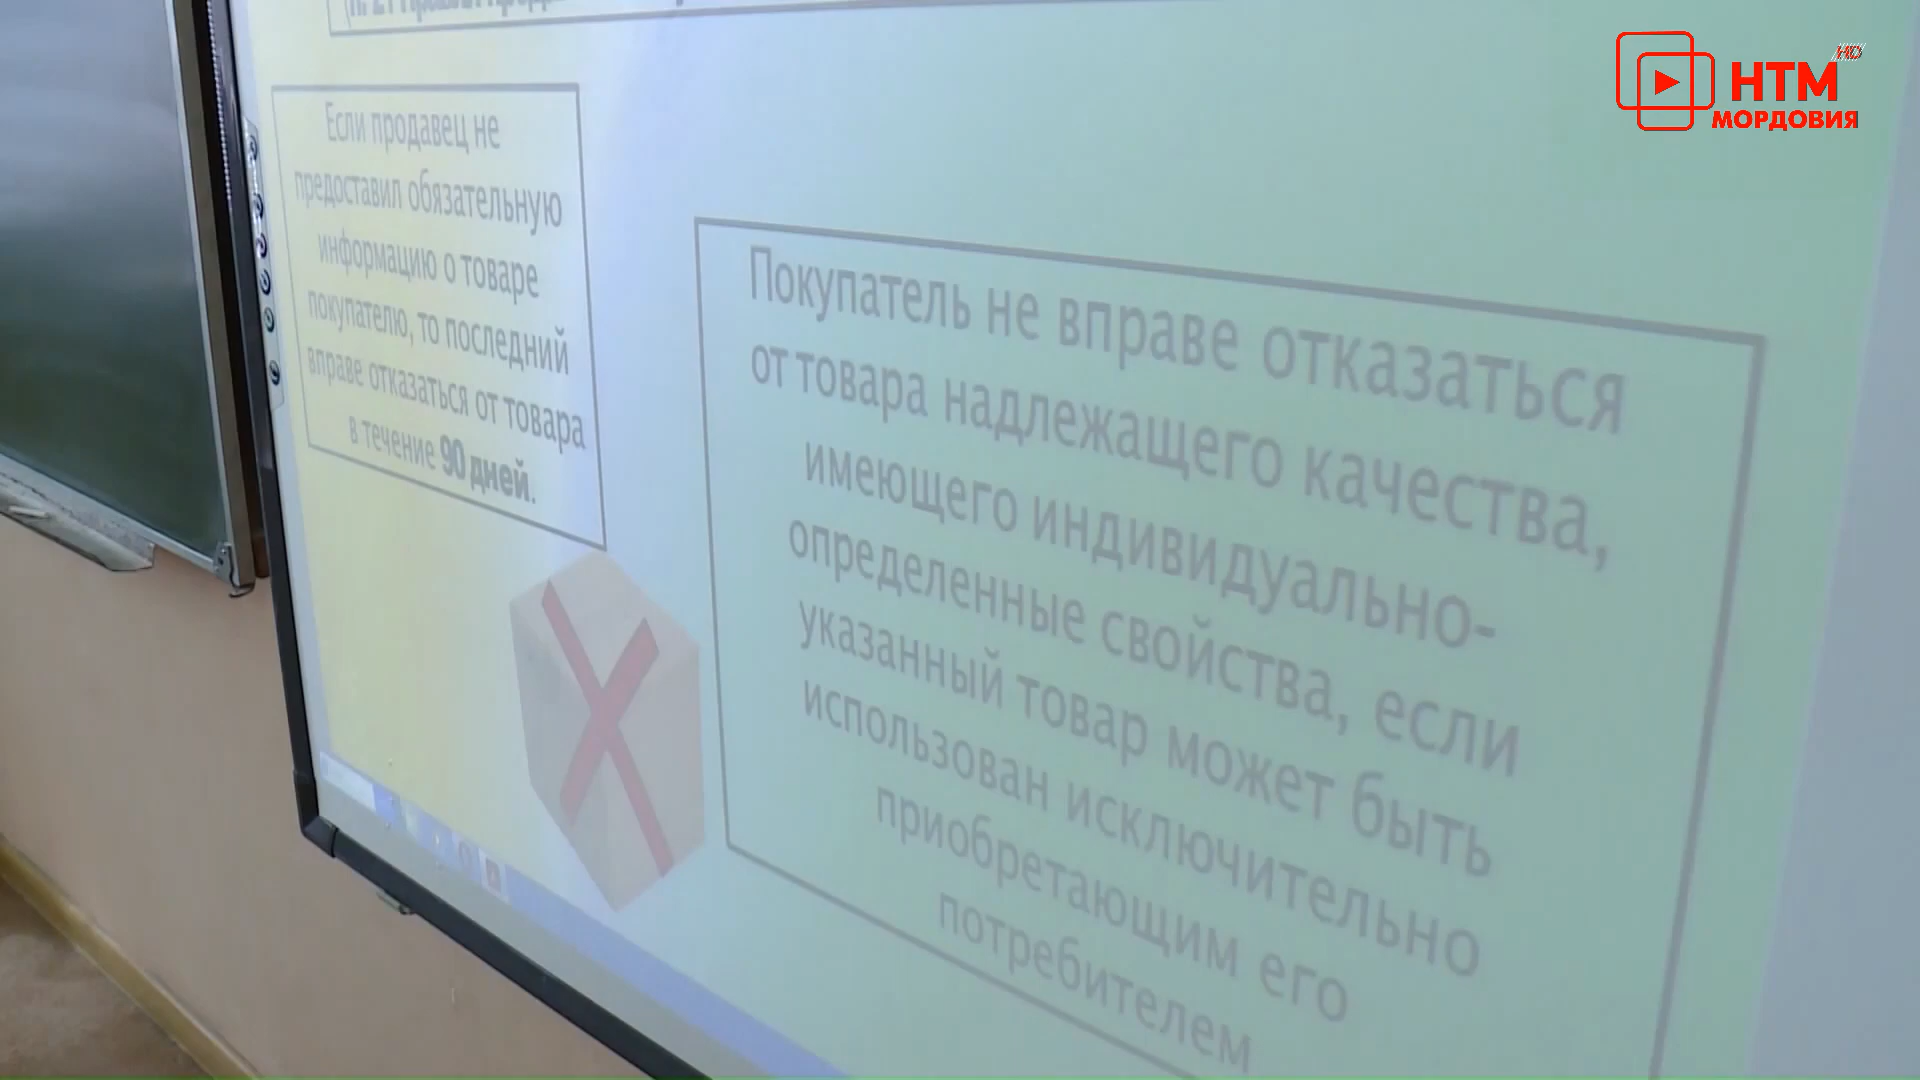 Если продавец не
предоставил обязательную
информацию о товаре
покупателю, то последний
вправе отказаться от товара
в течение 90 дней.
Покупатель не вправе отказаться
от товара надлежащего качества,
имеющего индивидуально-
определенные свойства, если
указанный товар может быть
использован исключительно
приобретающим его
потребителем
НТМ HD
МОРДОВИЯ